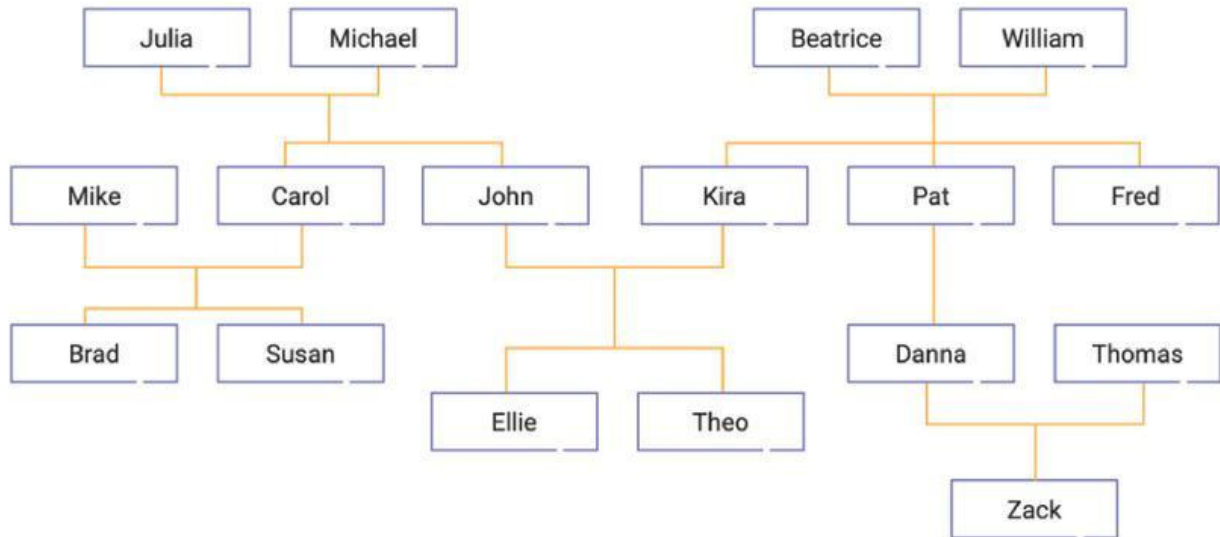 Julia Michael Beatrice William
Mike Carol John Kira Pat Fred
Brad Susan Danna Thomas
Ellie Theo
Zack